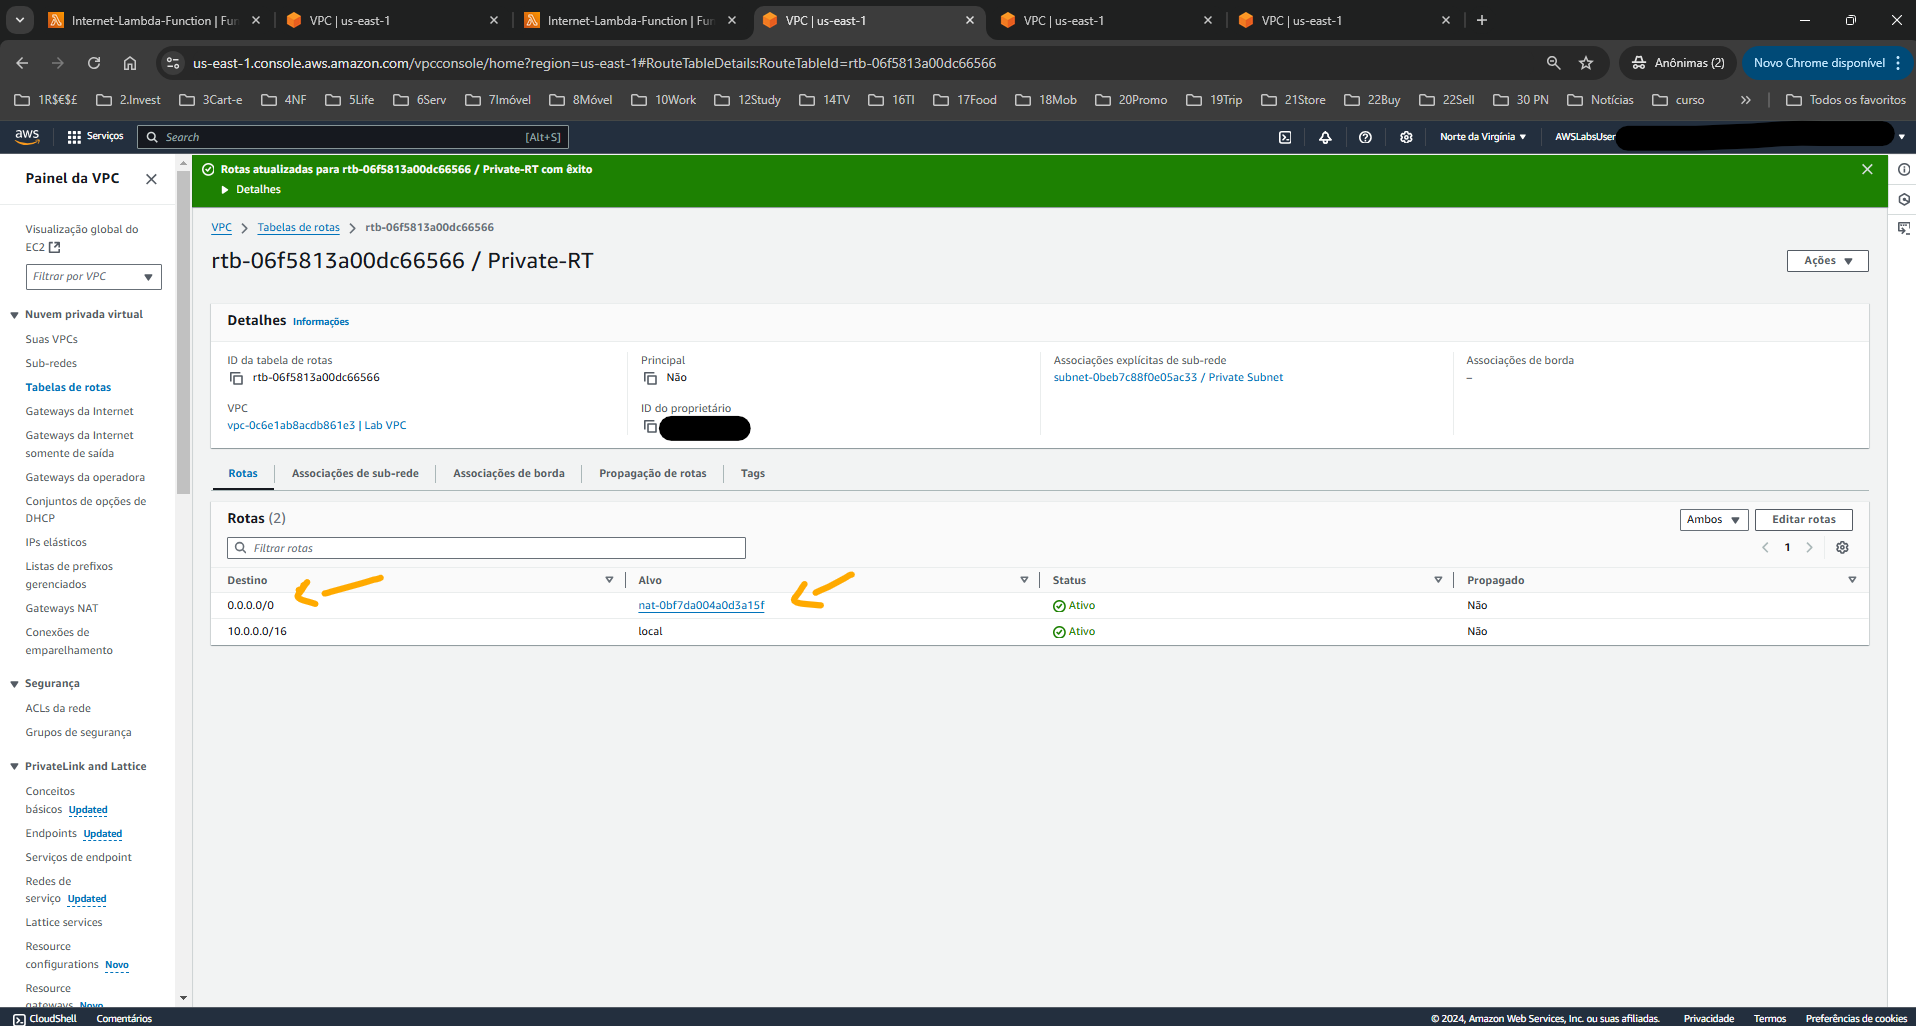 Internet-Lambda-Function | Fur
VPC | us-east-1
Internet-Lambda-Function | Fur
VPC | us-east-1
VPC | us-east-1
VPC | us-east-1
us-east-1.console.aws.amazon.com/vpcconsole/home?region=us-east-1#RouteTableDetails:RouteTableId=rtb-06f5813a00dc66566
Anônimas (2)
Novo Chrome disponível
1R$€$£ 2.Invest 3Cart-e 4NF 5Life 6Serv 7Imóvel 8Móvel 10Work 12Study 14TV 16TI 17Food 18Mob 20Promo 19Trip 21Store 22Buy 22Sell 30 PN Notícias curso » Todos os favoritos
aws Serviços Search [Alt+S] Norte da Virgínia AWSLabsUser
Painel da VPC
Visualização global do
EC2
Filtrar por VPC
Nuvem privada virtual
Suas VPCs
Sub-redes
Tabelas de rotas
Gateways da Internet
Gateways da Internet
somente de saída
Gateways da operadora
Conjuntos de opções de
DHCP
IPs elásticos
Listas de prefixos
gerenciados
Gateways NAT
Conexões de
emparelhamento
Segurança
ACLs da rede
Grupos de segurança
PrivateLink and Lattice
Conceitos
básicos Updated
Endpoints Updated
Serviços de endpoint
Redes de
serviço Updated
Lattice services
Resource
configurations Novo
Resource
gateways Novo
Rotas atualizadas para rtb-06f5813a00dc66566 / Private-RT com êxito
Detalhes
VPC > Tabelas de rotas > rtb-06f5813a00dc66566
rtb-06f5813a00dc66566 / Private-RT
Ações
Detalhes Informações
ID da tabela de rotas
rtb-06f5813a00dc66566
VPC
vpc-0c6e1ab8acdb861e3 | Lab VPC
Principal
Não
ID do proprietário
Associações explícitas de sub-rede
subnet-0beb7c88f0e05ac33 / Private Subnet
Associações de borda
–
Rotas Associações de sub-rede Associações de borda Propagação de rotas Tags
Rotas (2)
Ambos Editar rotas
Filtrar rotas
1
Destino Alvo Status Propagado
0.0.0.0/0 nat-0bf7da004a0d3a15f Ativo Não
10.0.0.0/16 local Ativo Não
CloudShell Comentários © 2024, Amazon Web Services, Inc. ou suas afiliadas. Privacidade Termos Preferências de cookies